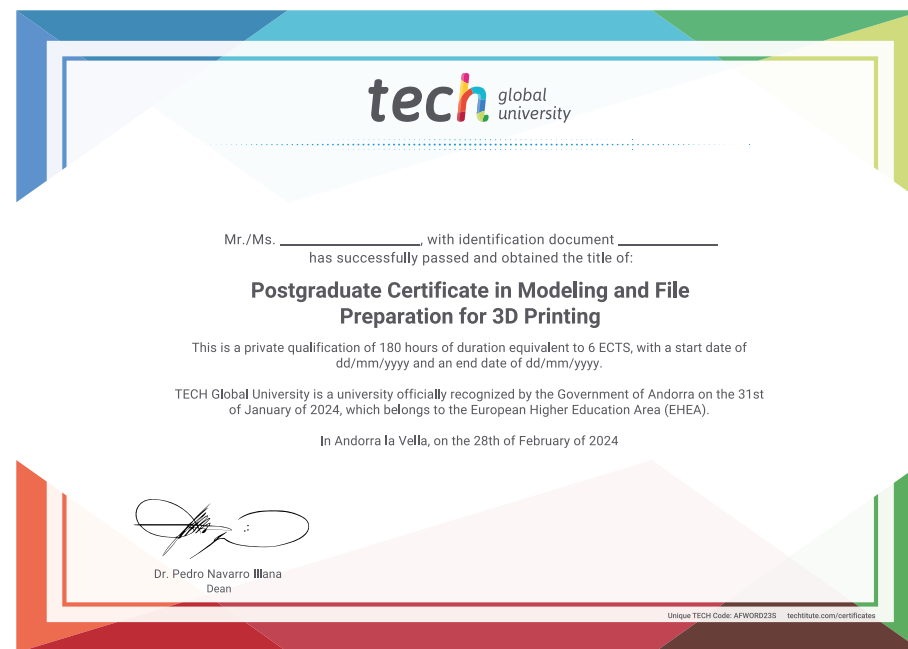 tech global
university
Mr./Ms. ____________________, with identification document ______________
has successfully passed and obtained the title of:
Postgraduate Certificate in Modeling and File
Preparation for 3D Printing
This is a private qualification of 180 hours of duration equivalent to 6 ECTS, with a start date of
dd/mm/yyyy and an end date of dd/mm/yyyy.
TECH Global University is a university officially recognized by the Government of Andorra on the 31st
of January of 2024, which belongs to the European Higher Education Area (EHEA).
In Andorra la Vella, on the 28th of February of 2024
Dr. Pedro Navarro Illana
Dean
Unique TECH Code: AFWORD23S techtitute.com/certificates